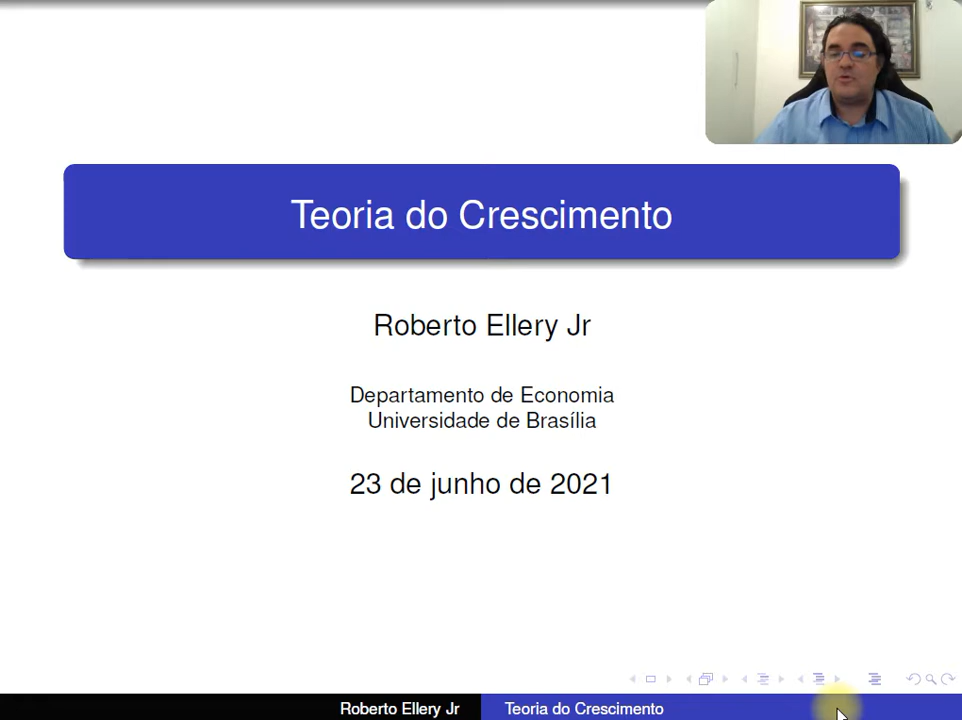 Teoria do Crescimento
Roberto Ellery Jr
Departamento de Economia
Universidade de Brasília
23 de junho de 2021
Roberto Ellery Jr
Teoria do Crescimento